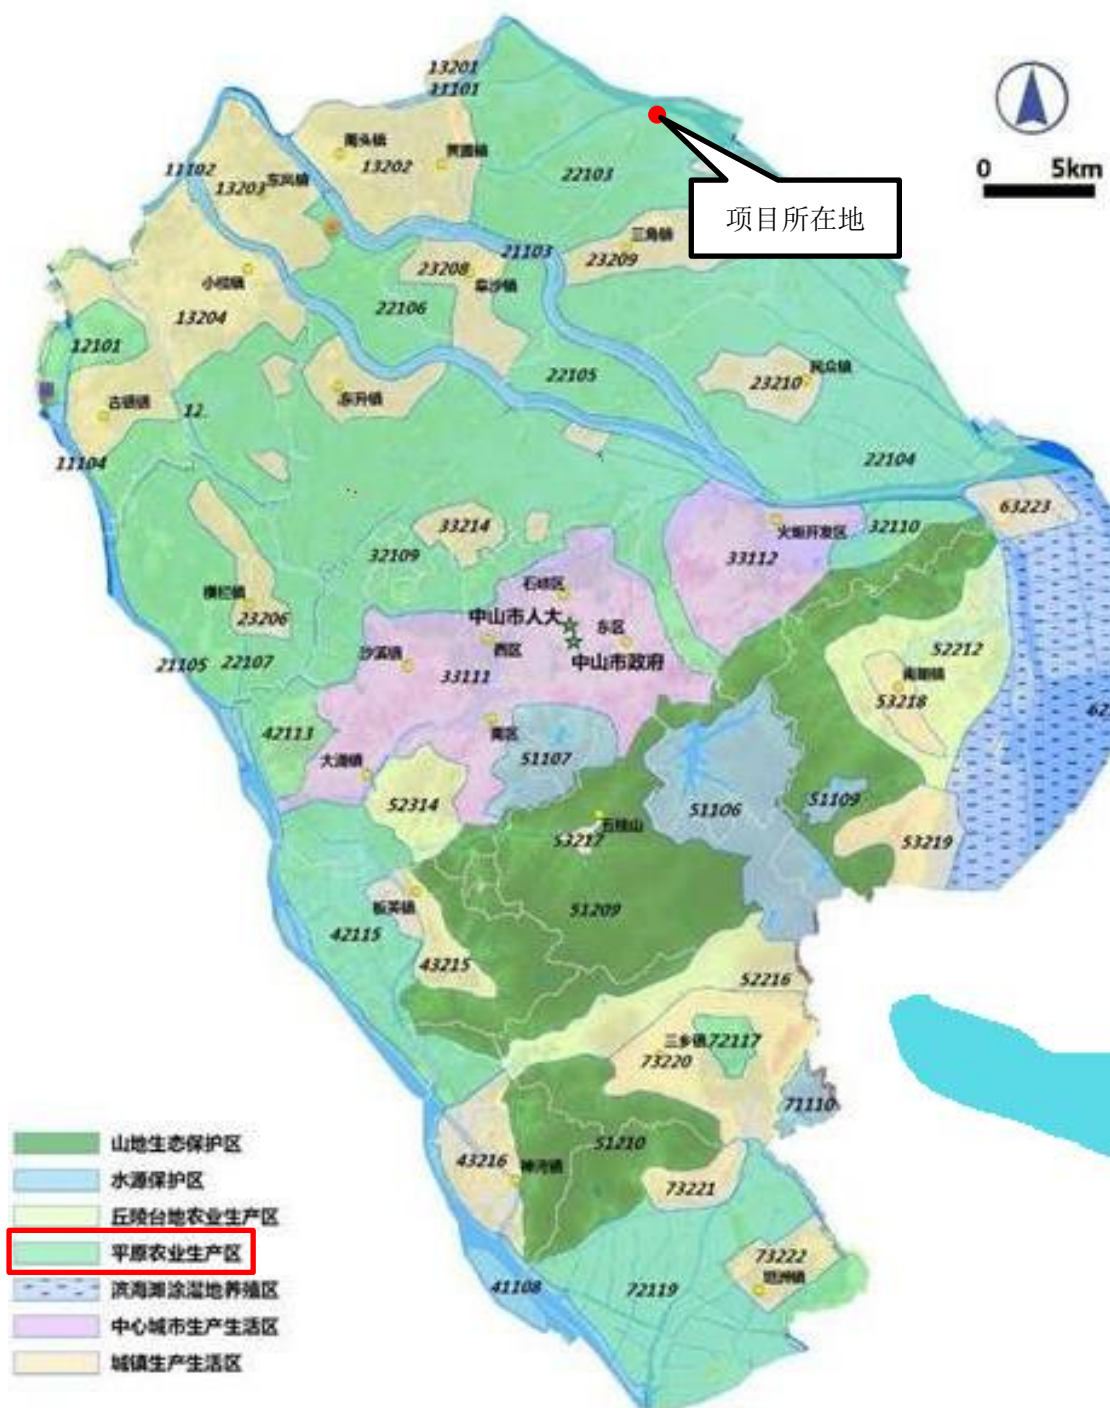 13201
11101
0 5km
南头镇
黄圃镇
13202
11102
13203
东凤镇
22103
项目所在地
21103
三角镇
23209
23208
阜沙镇
小榄镇
13204
22106
12101
22105
民众镇
23210
东升镇
古镇镇
12.
11104
22104
63223
33214
火炬开发区
32110
33112
32109
石岐区
横栏镇
23206
中山市人大
东区
西区
中山市政府
沙溪镇
33111
21105
22107
52212
南朗镇
53218
62
42113
南区
51107
大涌镇
52314
51106
51109
五桂山
53217
53219
板芙镇
51209
42115
43215
52216
三乡镇
72117
73220
71110
51210
43216
神湾镇
73221
73222
坦洲镇
41108
72119
山地生态保护区
水源保护区
丘陵台地农业生产区
平原农业生产区
滨海滩涂湿地养殖区
中心城市生产生活区
城镇生产生活区